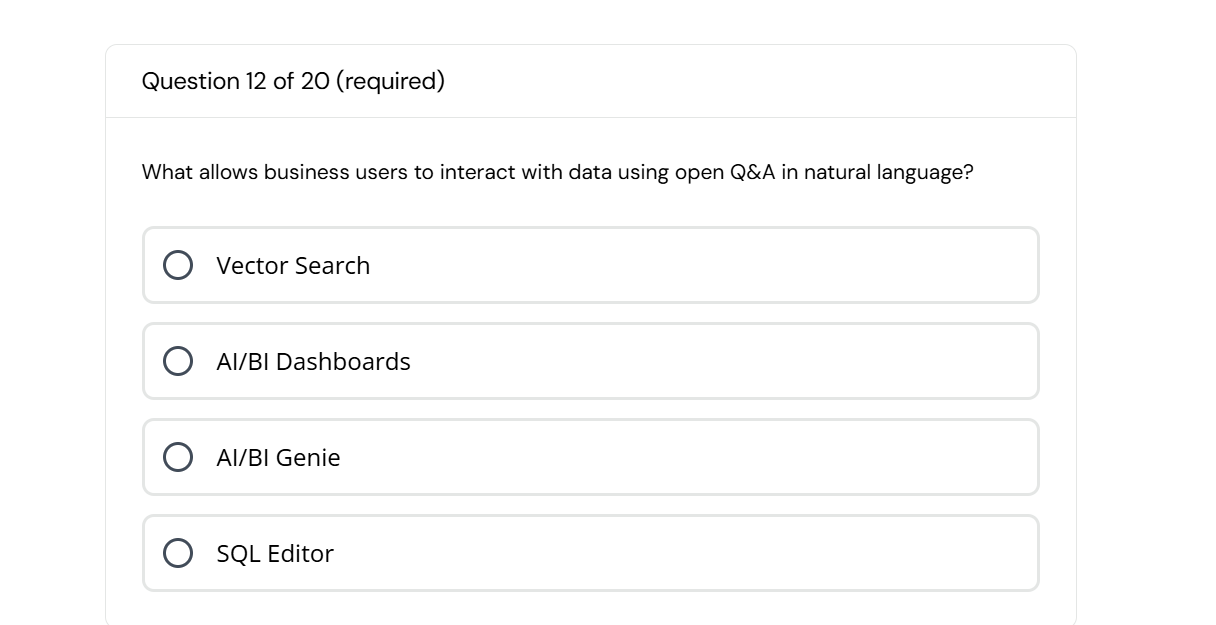 Question 12 of 20 (required)
What allows business users to interact with data using open Q&A in natural language?
Vector Search
AI/BI Dashboards
AI/BI Genie
SQL Editor